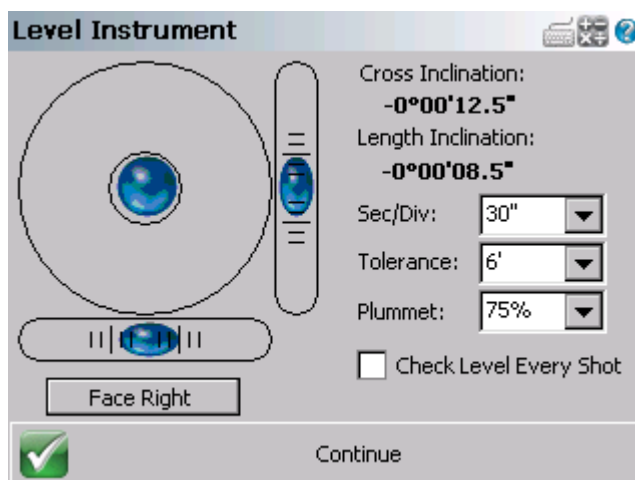 Level Instrument
Cross Inclination:
-0°00'12.5"
Length Inclination:
-0°00'08.5"
Sec/Div: 30"
Tolerance: 6'
Plummet: 75%
Check Level Every Shot
Face Right
Continue